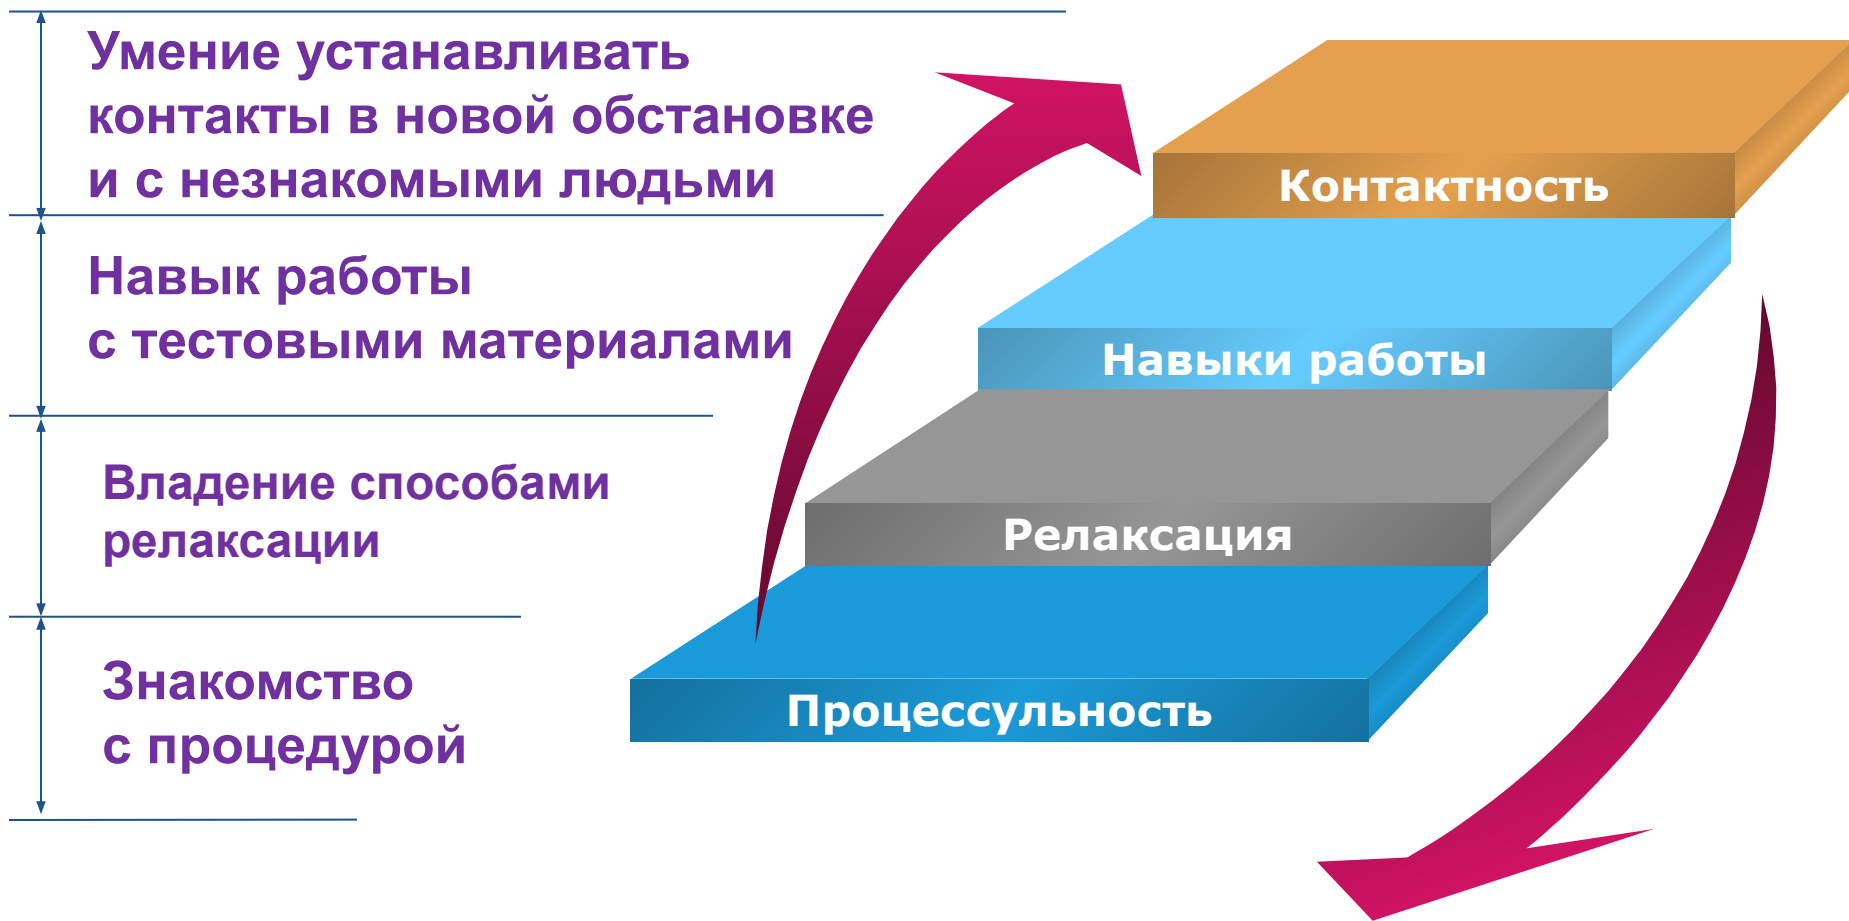 Умение устанавливать
контакты в новой обстановке
и с незнакомыми людьми
Контактность
Навык работы
с тестовыми материалами
Навыки работы
Владение способами
релаксации
Релаксация
Знакомство
с процедурой
Процессульность